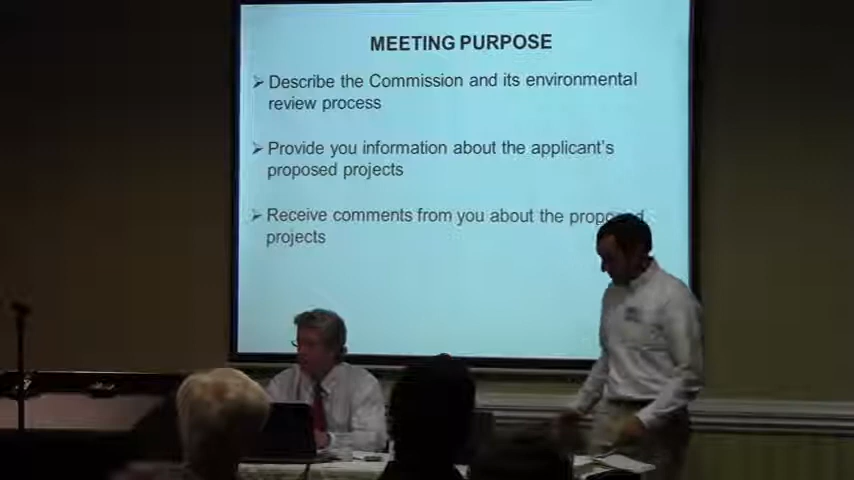 MEETING PURPOSE
➢ Describe the Commission and its environmental
review process
➢ Provide you information about the applicant's
proposed projects
➢ Receive comments from you about the
projects